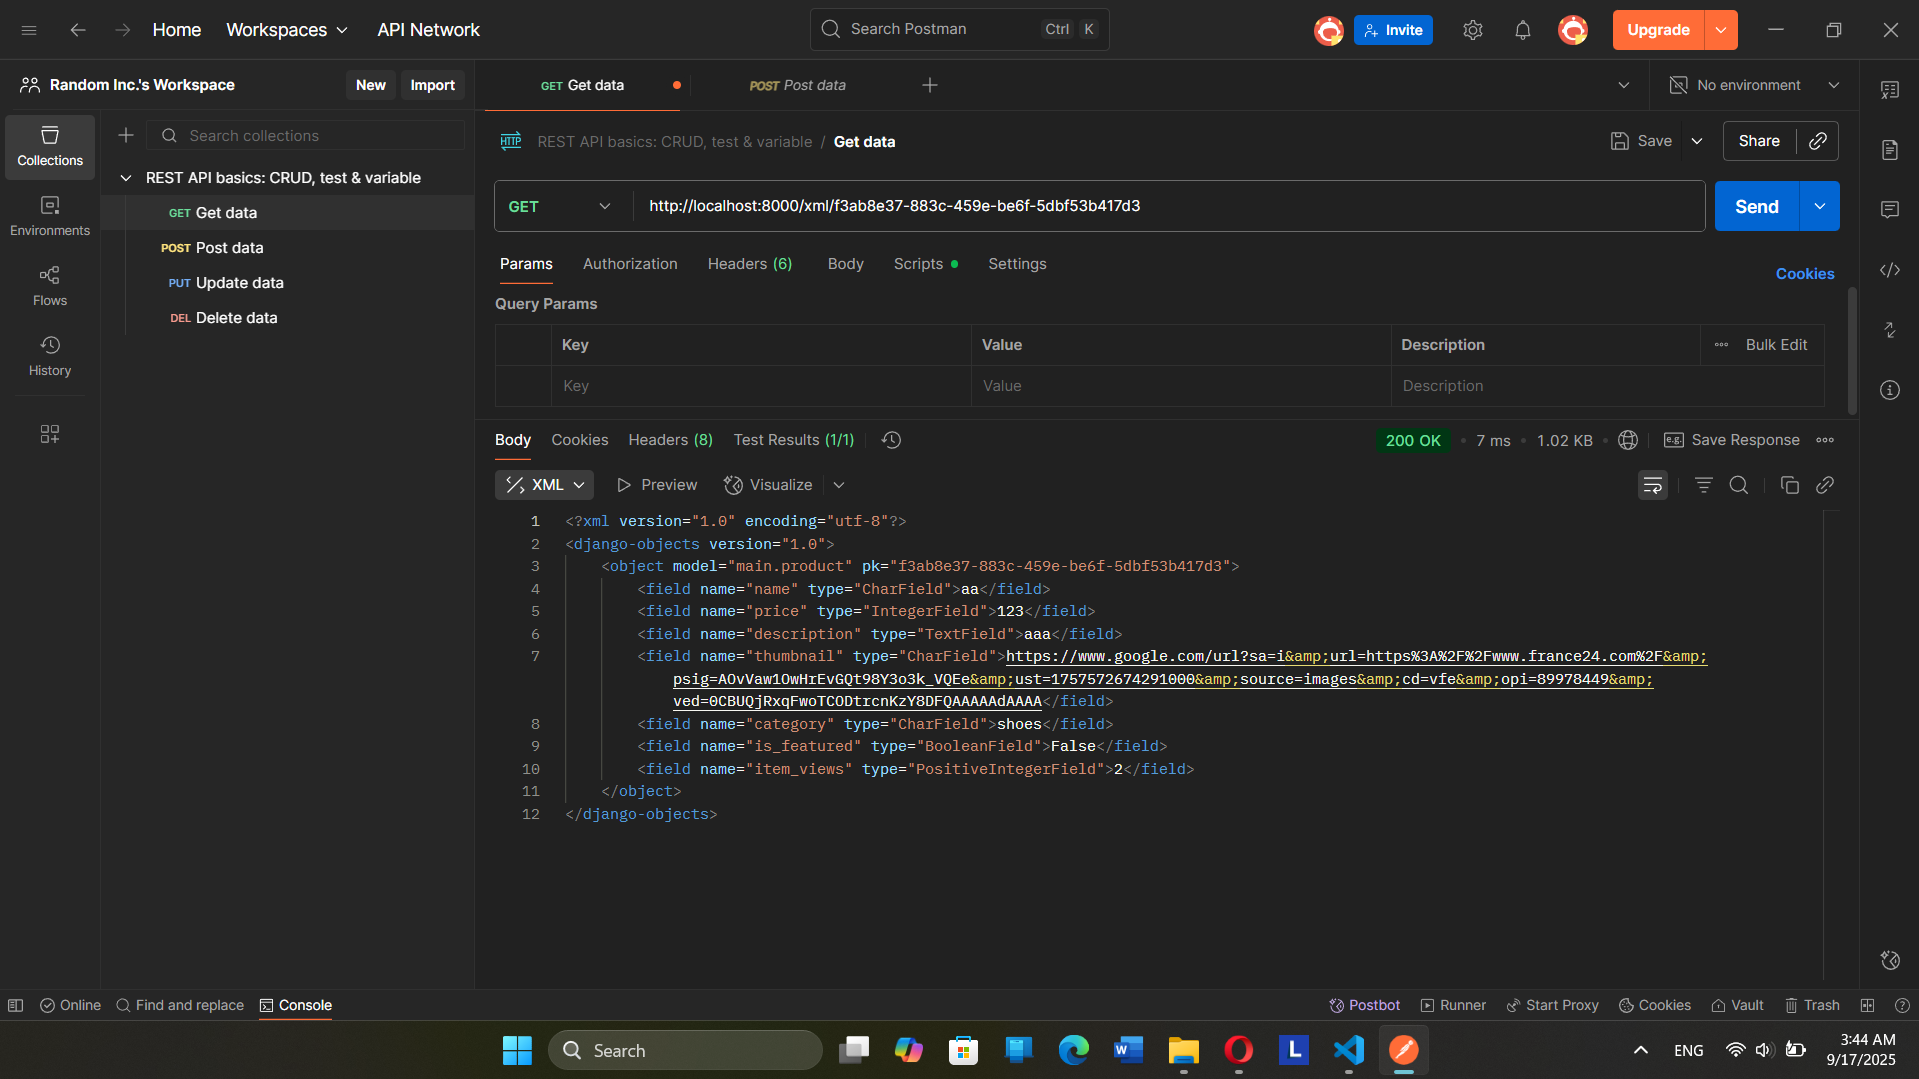 Home
Workspaces
API Network
Search Postman
Ctrl K
Invite
Upgrade
Random Inc.'s Workspace
New
Import
GET Get data
POST Post data
No environment
Collections
Search collections
REST API basics: CRUD, test & variable / Get data
Save
Share
REST API basics: CRUD, test & variable
GET Get data
POST Post data
PUT Update data
DEL Delete data
Environments
Flows
History
GET
http://localhost:8000/xml/f3ab8e37-883c-459e-be6f-5dbf53b417d3
Send
Params
Authorization
Headers (6)
Body
Scripts
Settings
Cookies
Query Params
Key
Value
Description
Bulk Edit
Key
Value
Description
Body
Cookies
Headers (8)
Test Results (1/1)
200 OK
7 ms
1.02 KB
e.g.
Save Response
XML
Preview
Visualize
1 <?xml version="1.0" encoding="utf-8"?>
2 <django-objects version="1.0">
3 <object model="main.product" pk="f3ab8e37-883c-459e-be6f-5dbf53b417d3">
4 <field name="name" type="CharField">aa</field>
5 <field name="price" type="IntegerField">123</field>
6 <field name="description" type="TextField">aaa</field>
7 <field name="thumbnail" type="CharField">https://www.google.com/url?sa=i&amp;url=https%3A%2F%2Fwww.france24.com%2F&amp;
psig=AOvVaw1OwHrEvGQt98Y3o3k_VQEe&amp;ust=1757572674291000&amp;source=images&amp;cd=vfe&amp;opi=89978449&amp;
ved=0CBUQjRxqFwoTCODtrcnKzY8DFQAAAAAdAAAA</field>
8 <field name="category" type="CharField">shoes</field>
9 <field name="is_featured" type="BooleanField">False</field>
10 <field name="item_views" type="PositiveIntegerField">2</field>
11 </object>
12 </django-objects>
Online
Find and replace
Console
Postbot
Runner
Start Proxy
Cookies
Vault
Trash
Search
ENG
3:44 AM
9/17/2025